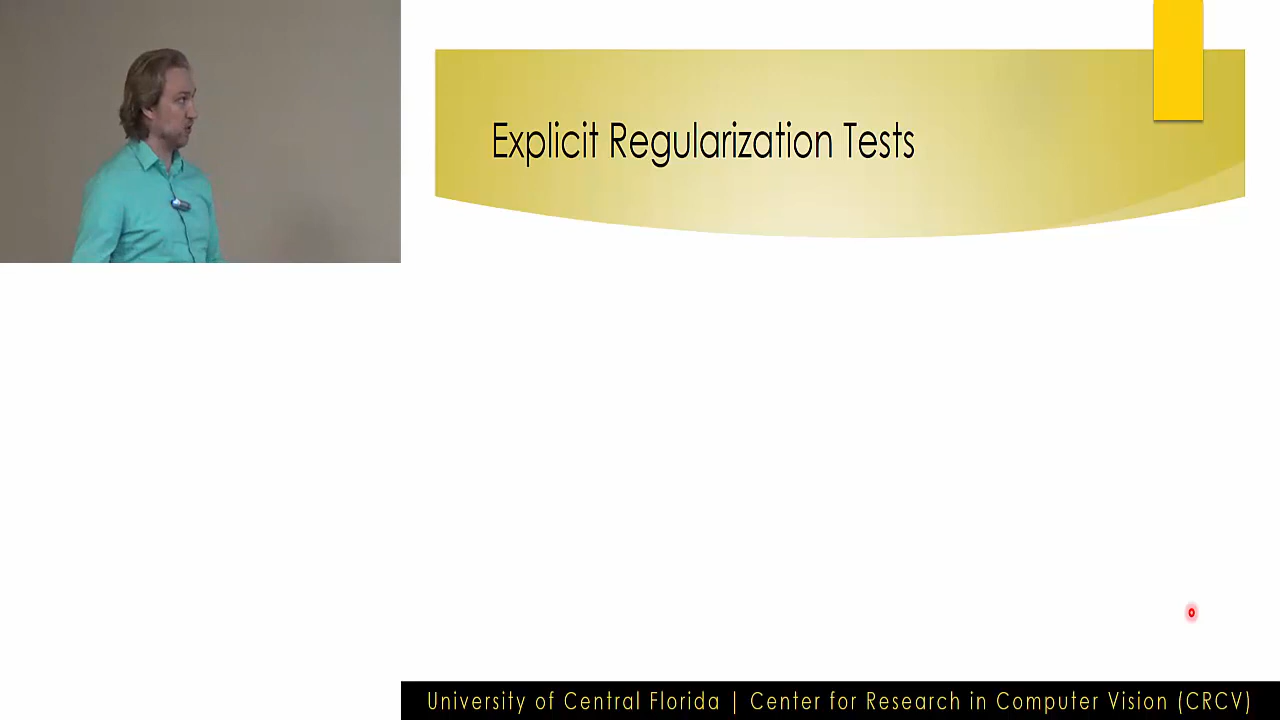 Explicit Regularization Tests
University of Central Florida | Center for Research in Computer Vision (CRCV)